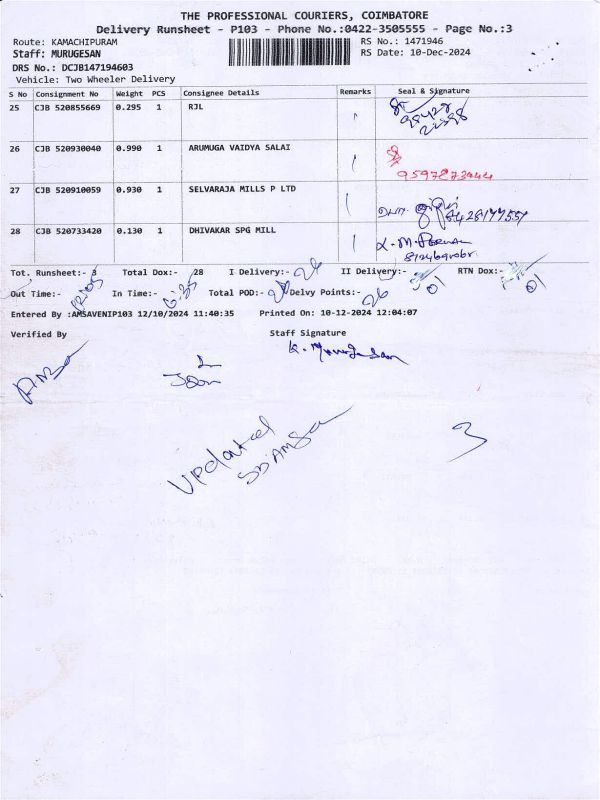 THE PROFESSIONAL COURIERS, COIMBATORE
Delivery Runsheet - P103 - Phone No.:0422-3505555 - Page No.:3
Route: KAMACHIPURAM RS No.: 1471946
Staff: MURUGESAN RS Date: 10-Dec-2024
DRS No.: DCJB147194603
Vehicle: Two Wheeler Delivery
S No Consignment No Weight PCS Consignee Details Remarks Seal & Signature
25 CJB 520855669 0.295 1 RJL
26 CJB 520930040 0.990 1 ARUMUGA VAIDYA SALAI
9597873444
27 CJB 520910059 0.930 1 SELVARAJA MILLS P LTD
28 CJB 520733420 0.130 1 DHIVAKAR SPG MILL
Tot. Runsheet:- 3 Total Dox:- 28 I Delivery:- 26 II Delivery:- 01 RTN Dox:- 01
Out Time:- In Time:- Total POD:- Delvy Points:- 26
Entered By :AMSAVENIP103 12/10/2024 11:40:35 Printed On: 10-12-2024 12:04:07
Verified By Staff Signature
K. Murugesan
Updated
3